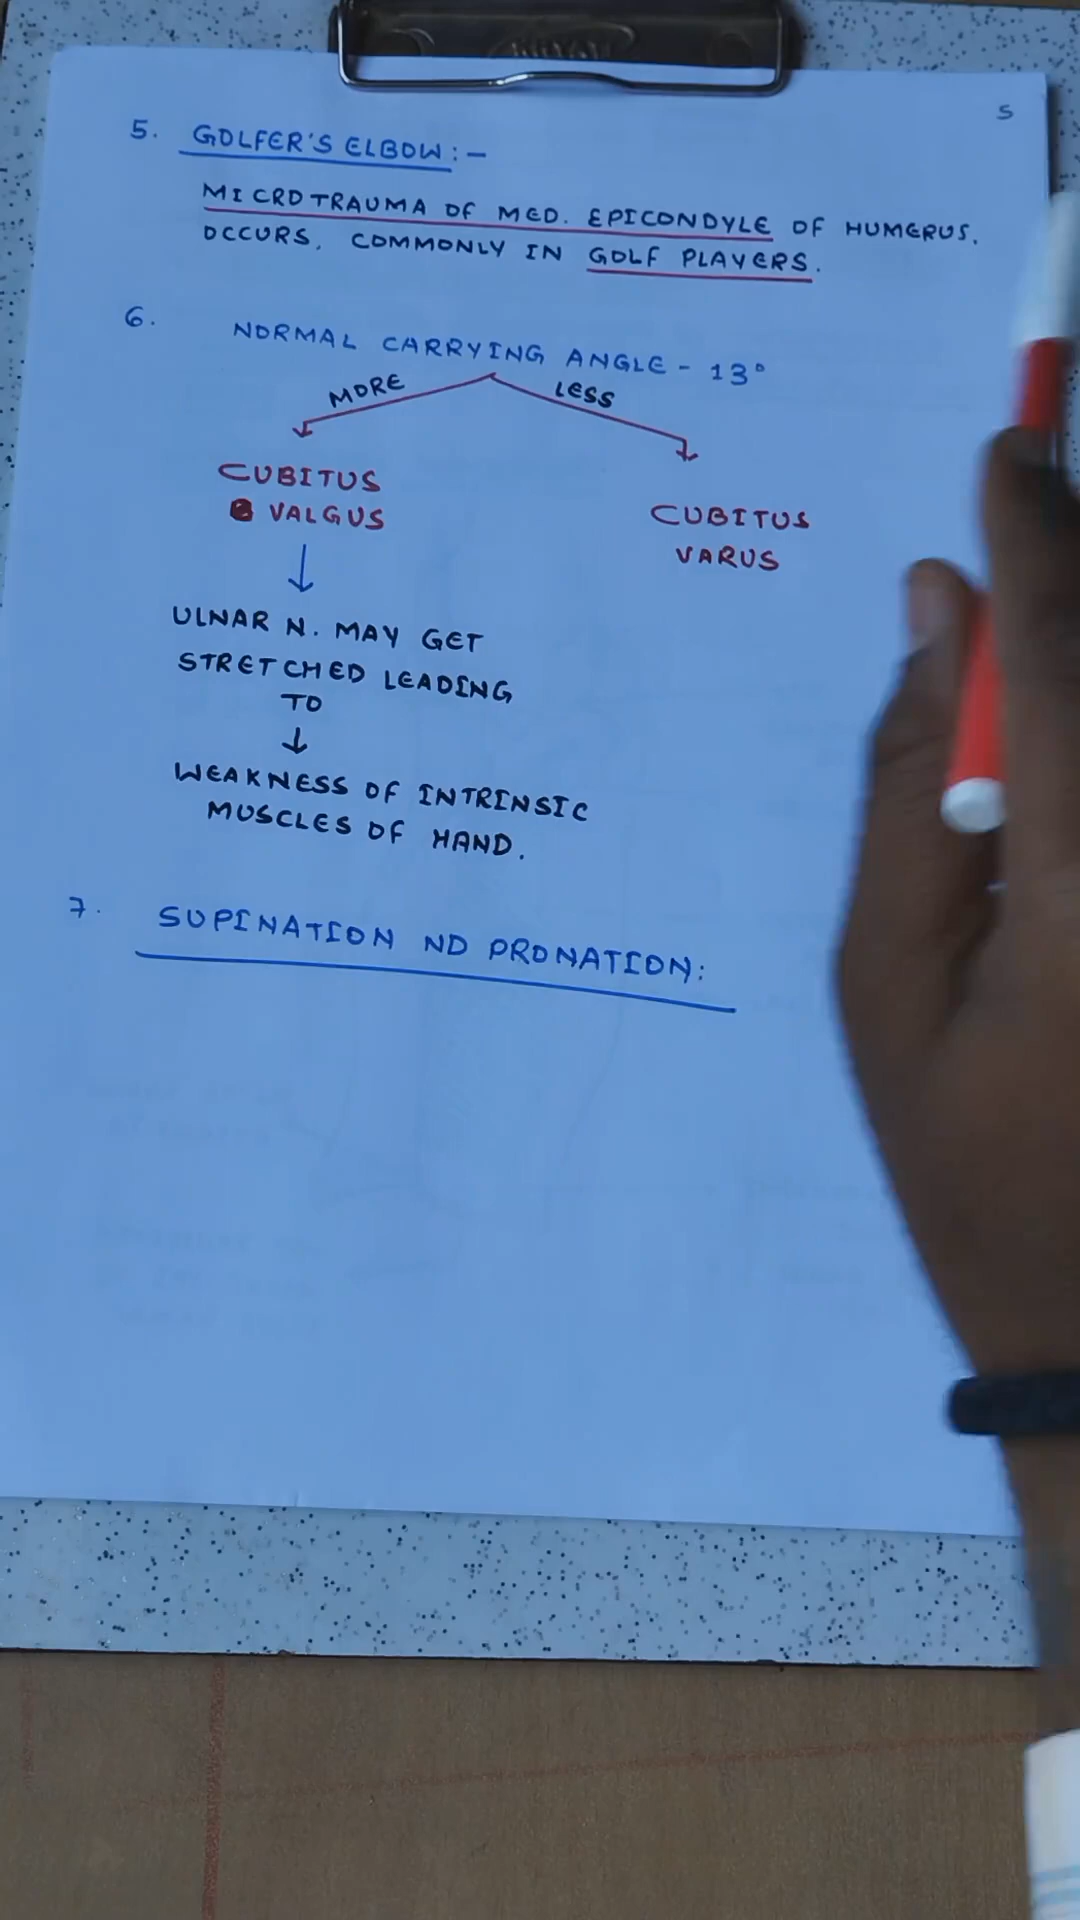 5
5. GOLFER'S ELBOW:-
MICROTRAUMA OF MED. EPICONDYLE OF HUMERUS.
OCCURS, COMMONLY IN GOLF PLAYERS.
6. NORMAL CARRYING ANGLE - 13°
MORE LESS
CUBITUS
VALGUS
CUBITUS
VARUS
ULNAR N. MAY GET
STRETCHED LEADING
TO
WEAKNESS OF INTRINSIC
MUSCLES OF HAND.
7. SUPINATION ND PRONATION: